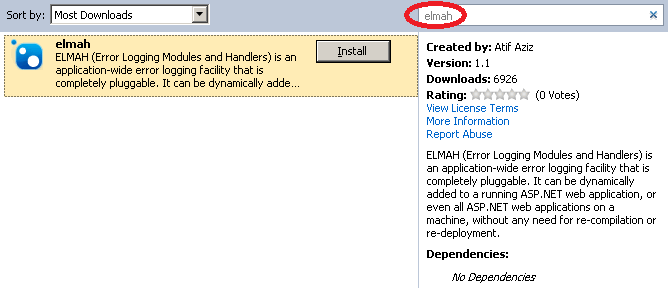 Sort by: Most Downloads
elmah
elmah
Install
ELMAH (Error Logging Modules and Handlers) is an
application-wide error logging facility that is
completely pluggable. It can be dynamically adde...
Created by: Atif Aziz
Version: 1.1
Downloads: 6926
Rating: (0 Votes)
View License Terms
More Information
Report Abuse
ELMAH (Error Logging Modules and Handlers) is
an application-wide error logging facility that is
completely pluggable. It can be dynamically
added to a running ASP.NET web application, or
even all ASP.NET web applications on a
machine, without any need for re-compilation or
re-deployment.
Dependencies:
No Dependencies